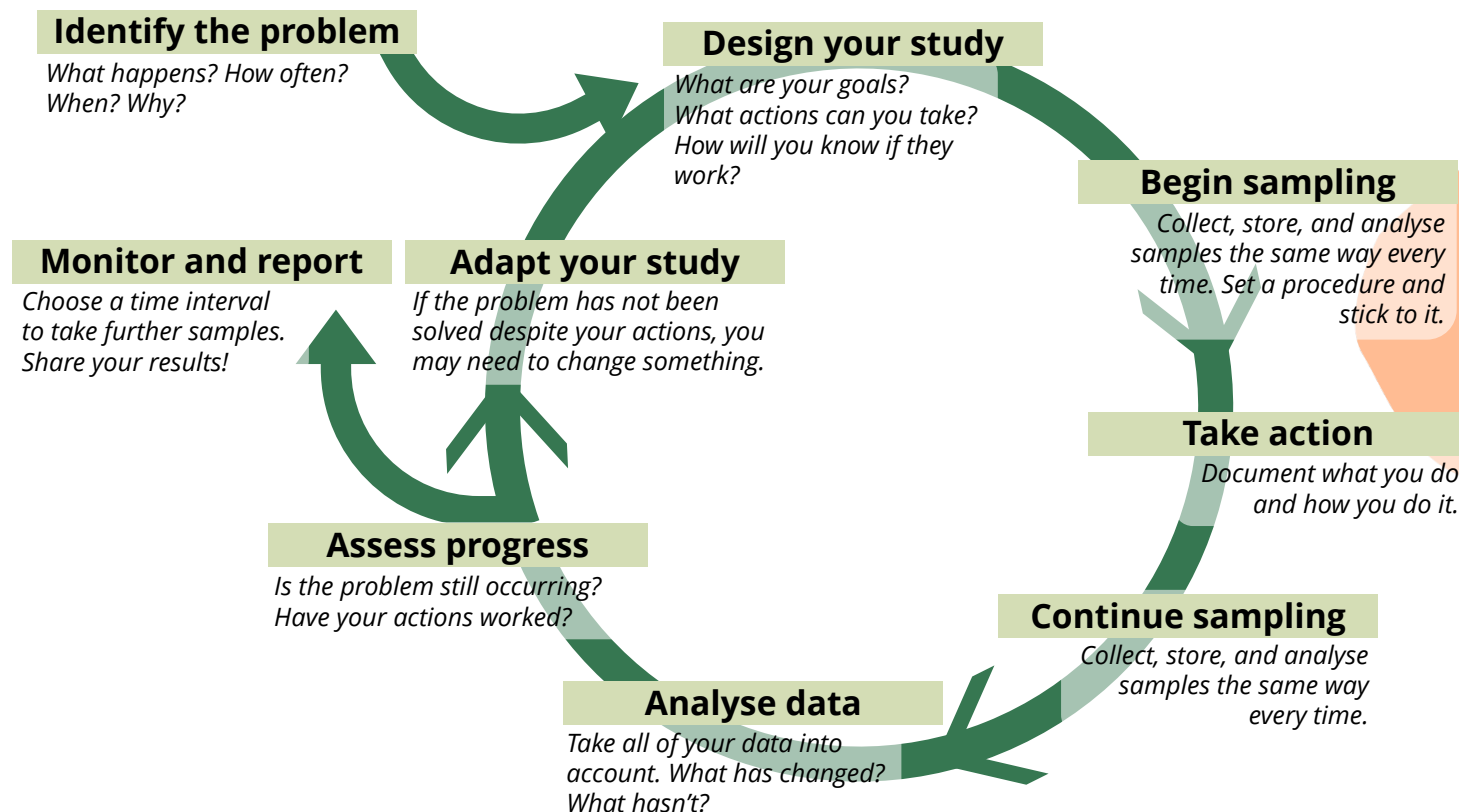 Identify the problem
What happens? How often?
When? Why?
Design your study
What are your goals?
What actions can you take?
How will you know if they
work?
Begin sampling
Collect, store, and analyse
samples the same way every
time. Set a procedure and
stick to it.
Take action
Document what you do
and how you do it.
Continue sampling
Collect, store, and analyse
samples the same way
every time.
Analyse data
Take all of your data into
account. What has changed?
What hasn't?
Assess progress
Is the problem still occurring?
Have your actions worked?
Adapt your study
If the problem has not been
solved despite your actions, you
may need to change something.
Monitor and report
Choose a time interval
to take further samples.
Share your results!